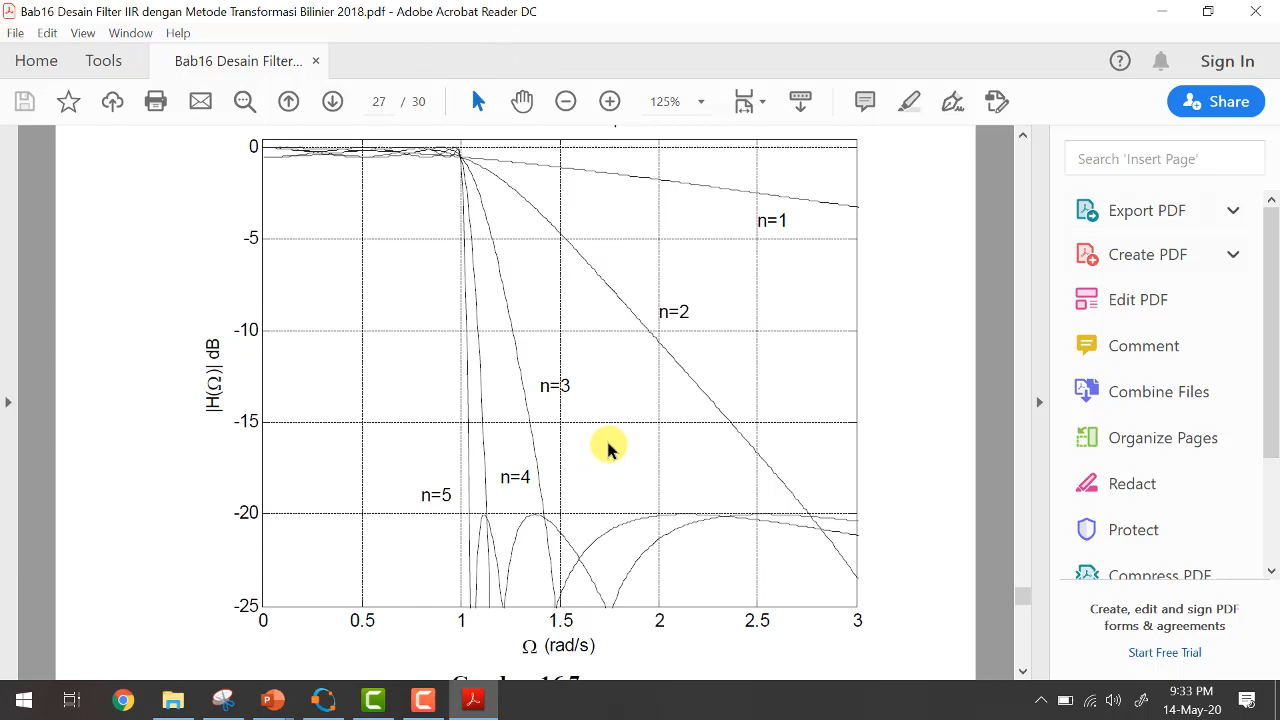 Bab16 Desain Filter IIR dengan Metode Transformasi Bilinier 2018.pdf - Adobe Acrobat Reader DC
File Edit View Window Help
Home Tools Bab16 Desain Filter... × Sign In
27 / 30 125% Share
0
-5
-10
-15
-20
-25
|H(Ω)| dB
n=1
n=2
n=3
n=4
n=5
0 0.5 1 1.5 2 2.5 3
Ω (rad/s)
Search 'Insert Page'
Export PDF
Create PDF
Edit PDF
Comment
Combine Files
Organize Pages
Redact
Protect
Compress PDF
Create, edit and sign PDF
forms & agreements
Start Free Trial
9:33 PM
14-May-20